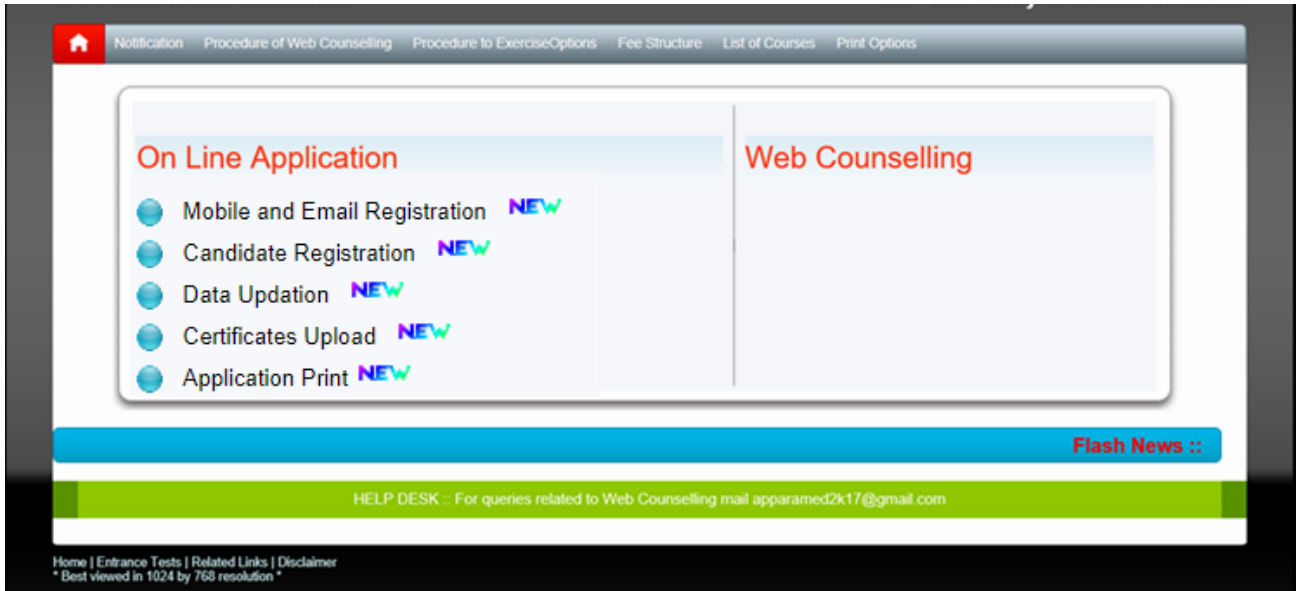 Notification Procedure of Web Counselling Procedure to ExerciseOptions Fee Structure List of Courses Print Options
On Line Application
Mobile and Email Registration NEW
Candidate Registration NEW
Data Updation NEW
Certificates Upload NEW
Application Print NEW
Web Counselling
Flash News ::
HELP DESK :: For queries related to Web Counselling mail apparamed2k17@gmail.com
Home | Entrance Tests | Related Links | Disclaimer
* Best viewed in 1024 by 768 resolution *